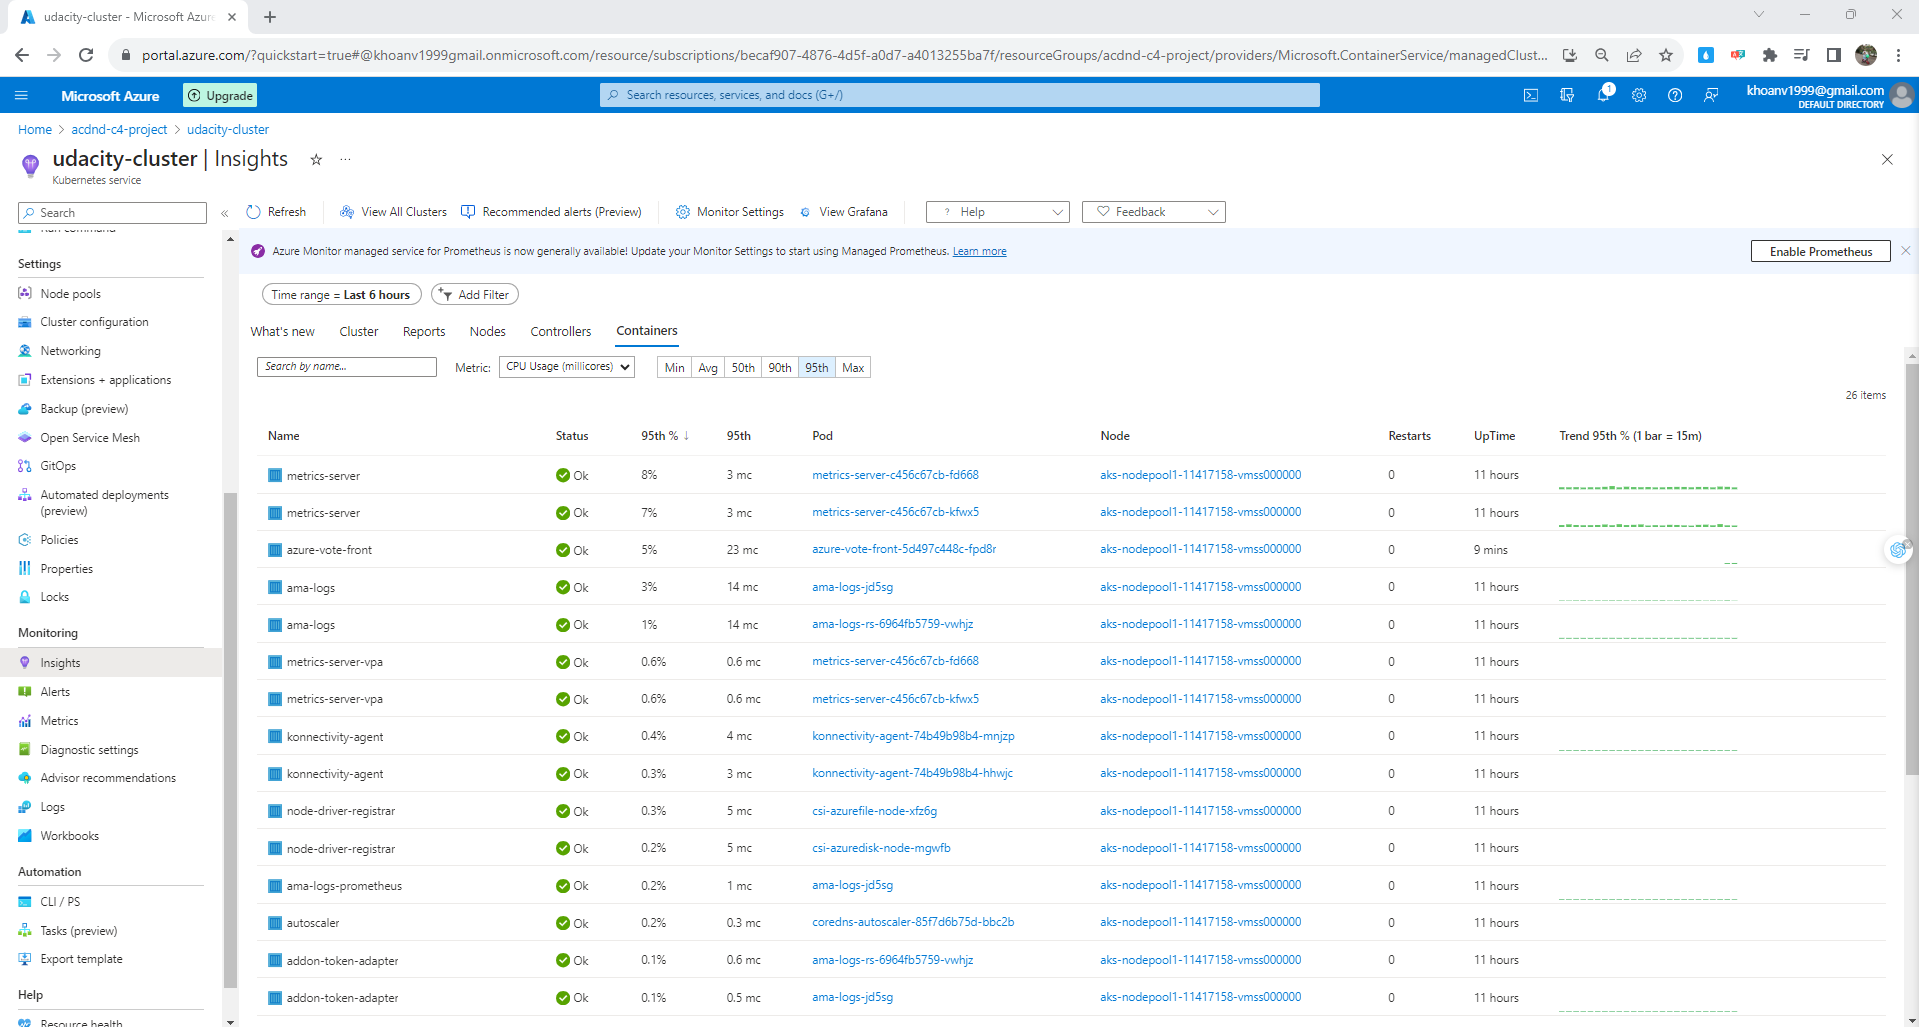 udacity-cluster - Microsoft Azure
portal.azure.com/?quickstart=true#@khoanv1999gmail.onmicrosoft.com/resource/subscriptions/becaf907-4876-4d5f-a0d7-a4013255ba7f/resourceGroups/acdnd-c4-project/providers/Microsoft.ContainerService/managedClust...
Microsoft Azure
Upgrade
Search resources, services, and docs (G+/)
1
khoanv1999@gmail.com
DEFAULT DIRECTORY
Home > acdnd-c4-project > udacity-cluster
udacity-cluster | Insights
Kubernetes service
Search
Refresh
View All Clusters
Recommended alerts (Preview)
Monitor Settings
View Grafana
? Help
Feedback
Azure Monitor managed service for Prometheus is now generally available! Update your Monitor Settings to start using Managed Prometheus. Learn more
Enable Prometheus
Time range = Last 6 hours
Add Filter
What's new Cluster Reports Nodes Controllers Containers
Search by name...
Metric: CPU Usage (millicores)
Min Avg 50th 90th 95th Max
26 items
Run command
Settings
Node pools
Cluster configuration
Networking
Extensions + applications
Backup (preview)
Open Service Mesh
GitOps
Automated deployments
(preview)
Policies
Properties
Locks
Monitoring
Insights
Alerts
Metrics
Diagnostic settings
Advisor recommendations
Logs
Workbooks
Automation
CLI / PS
Tasks (preview)
Export template
Help
Resource health
Name Status 95th % ↓ 95th Pod Node Restarts UpTime Trend 95th % (1 bar = 15m)
metrics-server Ok 8% 3 mc metrics-server-c456c67cb-fd668 aks-nodepool1-11417158-vmss000000 0 11 hours
metrics-server Ok 7% 3 mc metrics-server-c456c67cb-kfwx5 aks-nodepool1-11417158-vmss000000 0 11 hours
azure-vote-front Ok 5% 23 mc azure-vote-front-5d497c448c-fpd8r aks-nodepool1-11417158-vmss000000 0 9 mins
ama-logs Ok 3% 14 mc ama-logs-jd5sg aks-nodepool1-11417158-vmss000000 0 11 hours
ama-logs Ok 1% 14 mc ama-logs-rs-6964fb5759-vwhjz aks-nodepool1-11417158-vmss000000 0 11 hours
metrics-server-vpa Ok 0.6% 0.6 mc metrics-server-c456c67cb-fd668 aks-nodepool1-11417158-vmss000000 0 11 hours
metrics-server-vpa Ok 0.6% 0.6 mc metrics-server-c456c67cb-kfwx5 aks-nodepool1-11417158-vmss000000 0 11 hours
konnectivity-agent Ok 0.4% 4 mc konnectivity-agent-74b49b98b4-mnjzp aks-nodepool1-11417158-vmss000000 0 11 hours
konnectivity-agent Ok 0.3% 3 mc konnectivity-agent-74b49b98b4-hhwjc aks-nodepool1-11417158-vmss000000 0 11 hours
node-driver-registrar Ok 0.3% 5 mc csi-azurefile-node-xfz6g aks-nodepool1-11417158-vmss000000 0 11 hours
node-driver-registrar Ok 0.2% 5 mc csi-azuredisk-node-mgwfb aks-nodepool1-11417158-vmss000000 0 11 hours
ama-logs-prometheus Ok 0.2% 1 mc ama-logs-jd5sg aks-nodepool1-11417158-vmss000000 0 11 hours
autoscaler Ok 0.2% 0.3 mc coredns-autoscaler-85f7d6b75d-bbc2b aks-nodepool1-11417158-vmss000000 0 11 hours
addon-token-adapter Ok 0.1% 0.6 mc ama-logs-rs-6964fb5759-vwhjz aks-nodepool1-11417158-vmss000000 0 11 hours
addon-token-adapter Ok 0.1% 0.5 mc ama-logs-jd5sg aks-nodepool1-11417158-vmss000000 0 11 hours